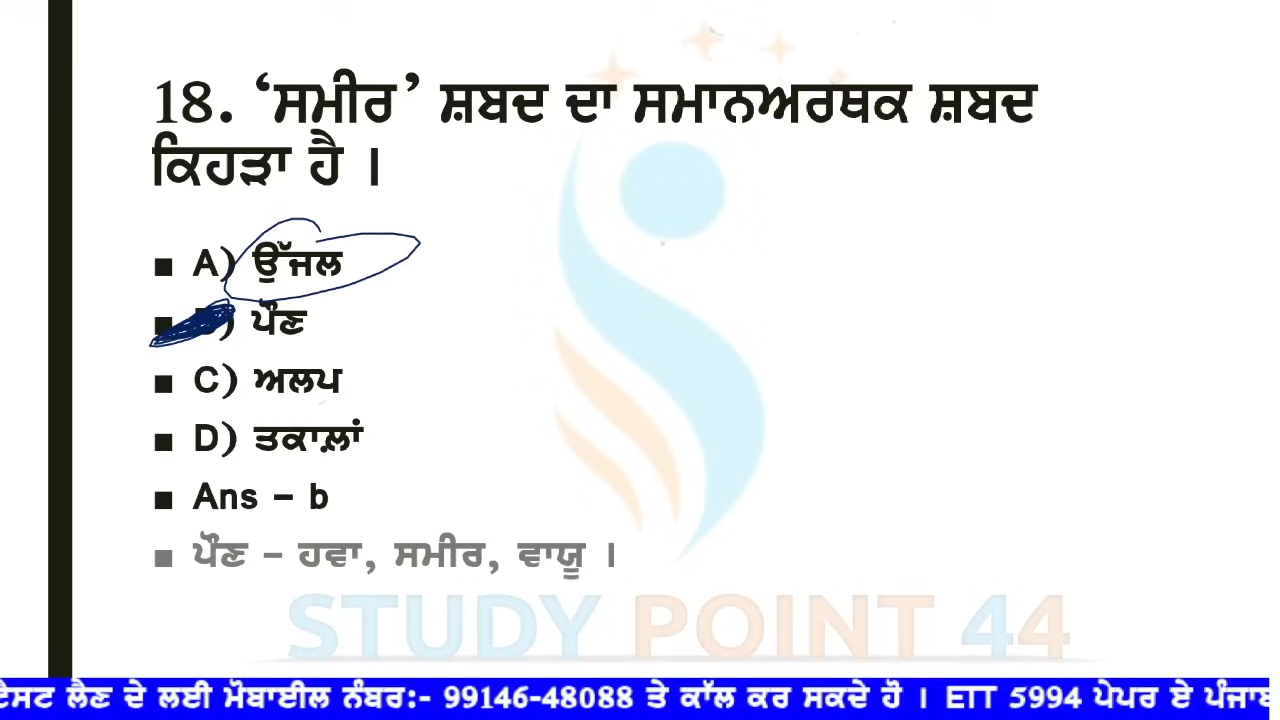 18. ‘ਸਮੀਰ’ ਸ਼ਬਦ ਦਾ ਸਮਾਨਅਰਥਕ ਸ਼ਬਦ
ਕਿਹੜਾ ਹੈ ।
A) ਉੱਜਲ
) ਪੌਣ
C) ਅਲਪ
D) ਤਕਾਲ਼ਾਂ
Ans – b
ਪੌਣ – ਹਵਾ, ਸਮੀਰ, ਵਾਯੂ ।
STUDY POINT 44
ਲੈਣ ਦੇ ਲਈ ਮੋਬਾਈਲ ਨੰਬਰ:- 99146-48088 ਤੇ ਕਾੱਲ ਕਰ ਸਕਦੇ ਹੋ । ETT 5994 ਪੇਪਰ ਏ